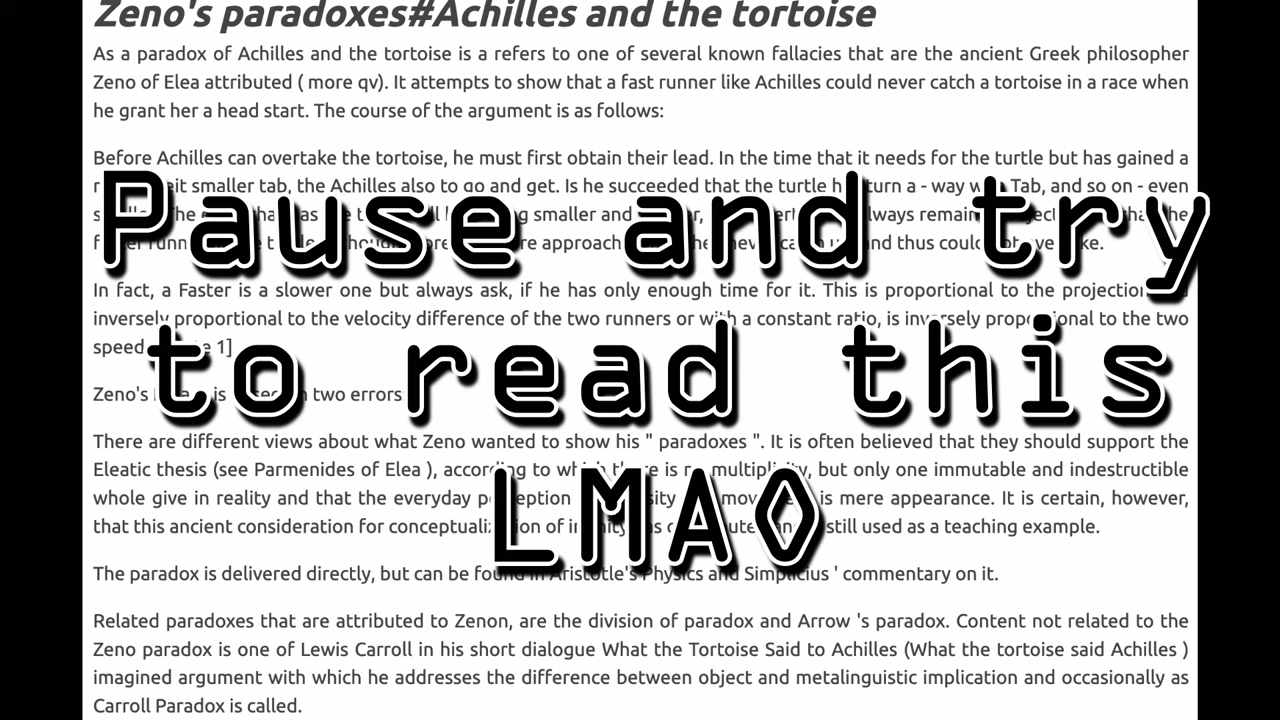 Zeno's paradoxes#Achilles and the tortoise
As a paradox of Achilles and the tortoise is a refers to one of several known fallacies that are the ancient Greek philosopher
Zeno of Elea attributed ( more qv). It attempts to show that a fast runner like Achilles could never catch a tortoise in a race when
he grant her a head start. The course of the argument is as follows:
Before Achilles can overtake the tortoise, he must first obtain their lead. In the time that it needs for the turtle but has gained a
smaller tab, the Achilles also to go and get. Is he succeeded that the turtle turn a - way Tab, and so on - even
Pause and try
The smaller and always remain the
approach and thus could
In fact, a Faster is a slower one but always ask, if he has only enough time for it. This is proportional to the projection
inversely proportional to the velocity difference of the two runners or with a constant ratio, is inversely proportional to the two
speed 1]
to read this
Zeno's is two errors:
There are different views about what Zeno wanted to show his " paradoxes ". It is often believed that they should support the
Eleatic thesis (see Parmenides of Elea ), according to which there is no multiplicity, but only one immutable and indestructible
whole give in reality and that the everyday perception is mere appearance. It is certain, however,
LMAO
that this ancient consideration for conceptualization of still used as a teaching example.
The paradox is delivered directly, but can be found in Aristotle's Physics and Simplicius ' commentary on it.
Related paradoxes that are attributed to Zenon, are the division of paradox and Arrow 's paradox. Content not related to the
Zeno paradox is one of Lewis Carroll in his short dialogue What the Tortoise Said to Achilles (What the tortoise said Achilles )
imagined argument with which he addresses the difference between object and metalinguistic implication and occasionally as
Carroll Paradox is called.